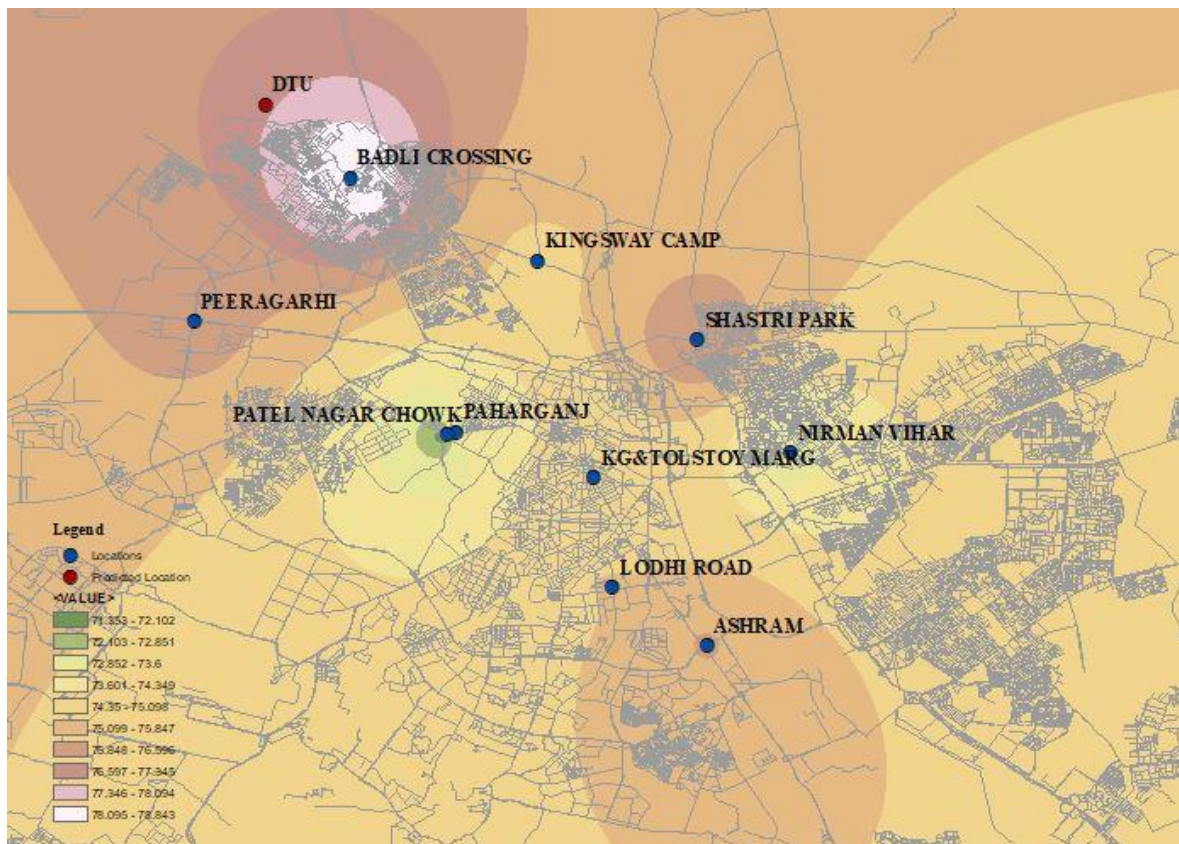 DTU
BADLI CROSSING
KINGSWAY CAMP
PEERAGARHI
SHASTRI PARK
PATEL NAGAR CHOWK
PAHARGANJ
NIRMAN VIHAR
KG&TOLSTOY MARG
LODHI ROAD
ASHRAM
Legend
Locations
Predicted Location
<VALUE>
71.353 - 72.102
72.103 - 72.851
72.852 - 73.6
73.601 - 74.349
74.35 - 75.098
75.099 - 75.847
75.848 - 76.596
76.597 - 77.345
77.346 - 78.094
78.095 - 78.843